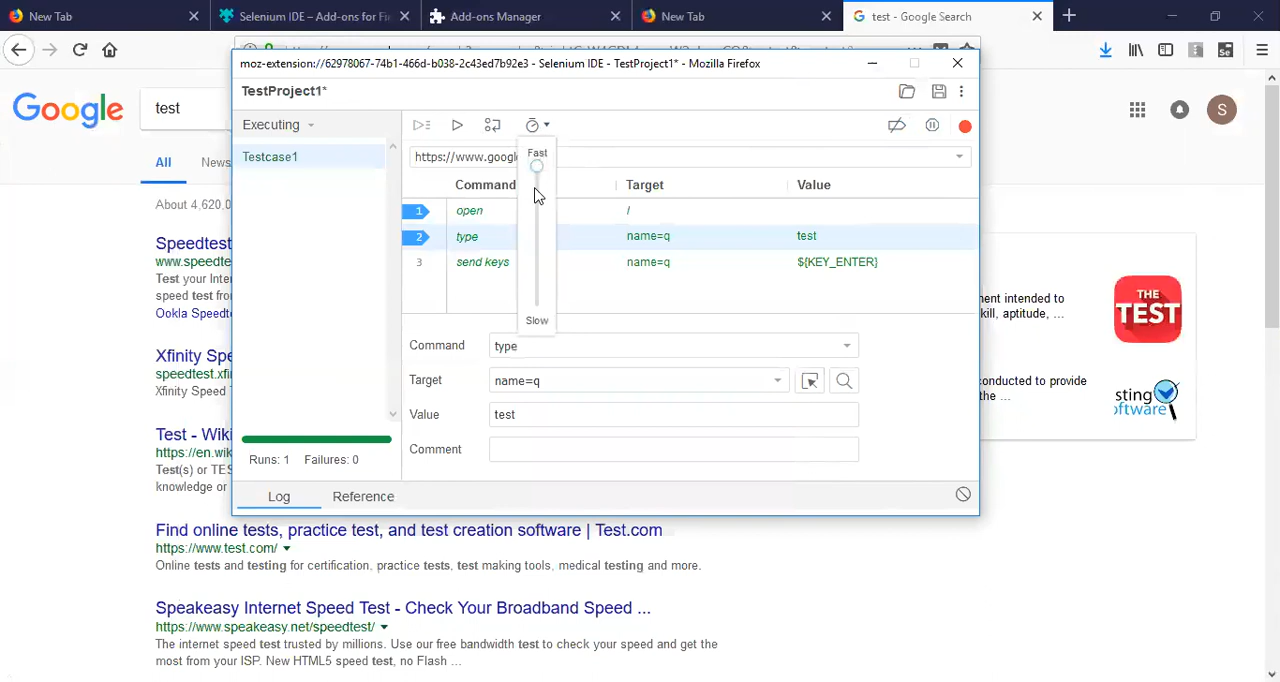 New Tab
Selenium IDE – Add-ons for Fi
Add-ons Manager
New Tab
test - Google Search
moz-extension://62978067-74b1-466d-b038-2c43ed7b92e3 - Selenium IDE - TestProject1* - Mozilla Firefox
TestProject1*
Google
test
S
Executing
Testcase1
All
News
https://www.googl
Fast
Slow
Command Target Value
1 open /
2 type name=q test
3 send keys name=q ${KEY_ENTER}
Command type
Target name=q
Value test
Comment
Runs: 1 Failures: 0
Log Reference
About 4,620,0
Speedtest
www.speedte
Test your Inter
speed test fro
Ookla Speedt
Xfinity Spe
speedtest.xfi
Xfinity Speed T
Test - Wiki
https://en.wik
Test(s) or TES
knowledge or
Find online tests, practice test, and test creation software | Test.com
https://www.test.com/
Online tests and testing for certification, practice tests, test making tools, medical testing and more.
Speakeasy Internet Speed Test - Check Your Broadband Speed ...
https://www.speakeasy.net/speedtest/
The internet speed test trusted by millions. Use our free bandwidth test to check your speed and get the
most from your ISP. New HTML5 speed test, no Flash ...
ment intended to
kill, aptitude, ...
THE
TEST
conducted to provide
the ...
sting
oftware
Se